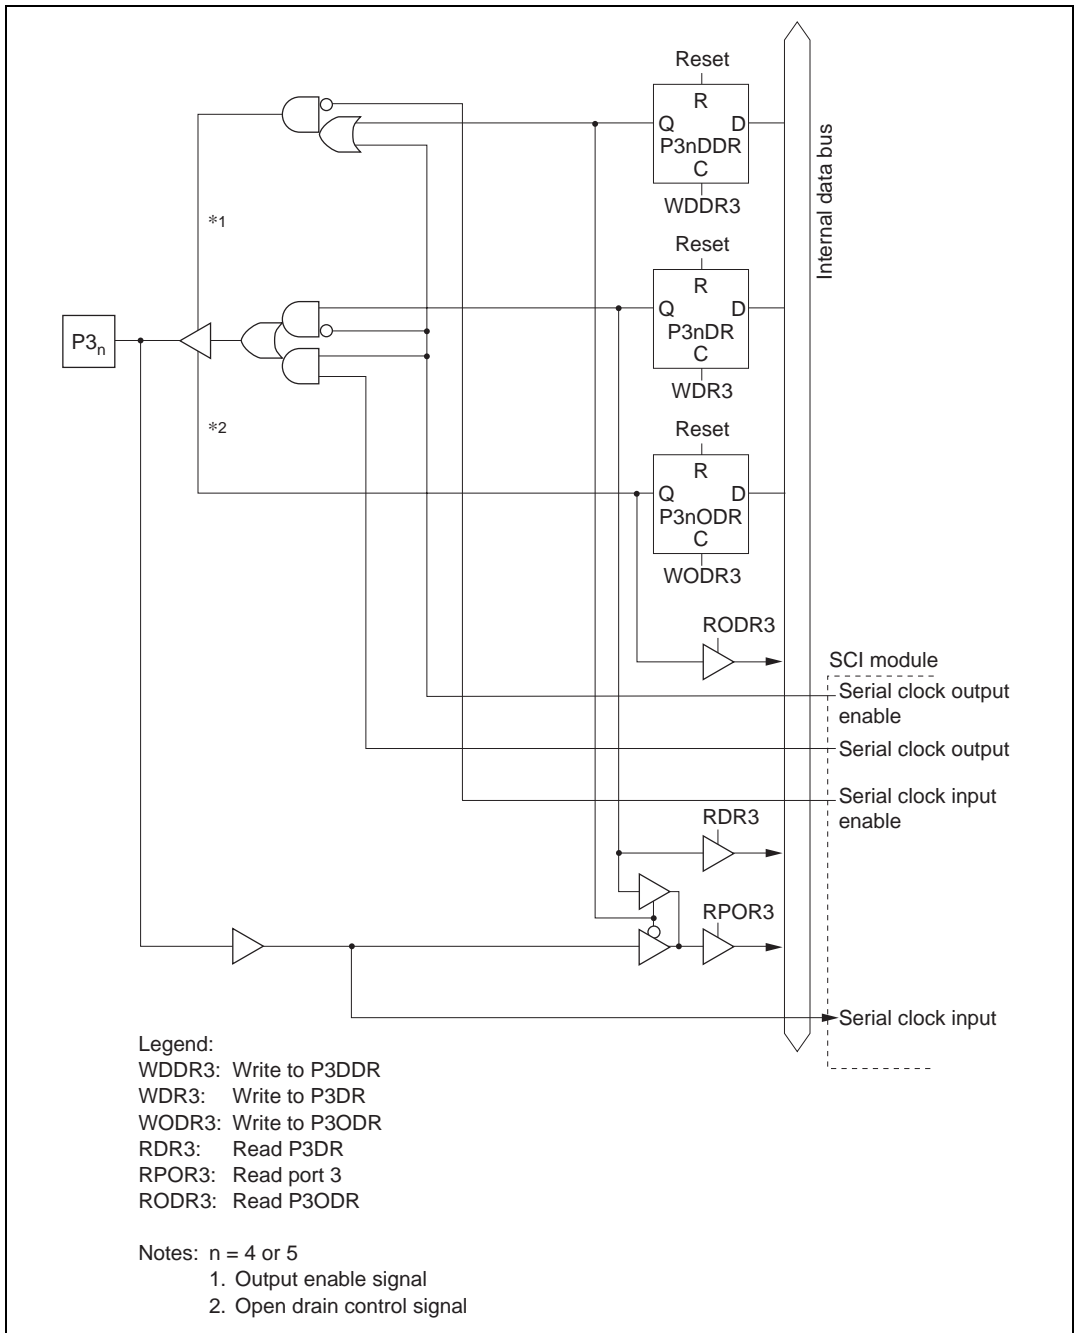 Reset
R
Q D
P3nDDR
C
WDDR3
Internal data bus
*1
Reset
R
Q D
P3nDR
C
WDR3
P3n
*2
Reset
R
Q D
P3nODR
C
WODR3
RODR3
SCI module
Serial clock output
enable
Serial clock output
Serial clock input
enable
RDR3
RPOR3
Serial clock input
Legend:
WDDR3: Write to P3DDR
WDR3: Write to P3DR
WODR3: Write to P3ODR
RDR3: Read P3DR
RPOR3: Read port 3
RODR3: Read P3ODR
Notes: n = 4 or 5
1. Output enable signal
2. Open drain control signal